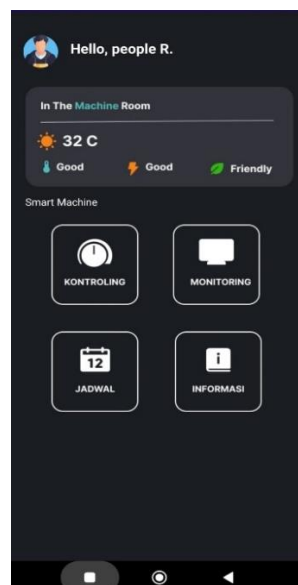 Hello, people R.
In The Machine Room
32 C
Good Good Friendly
Smart Machine
KONTROLING MONITORING
12
JADWAL INFORMASI